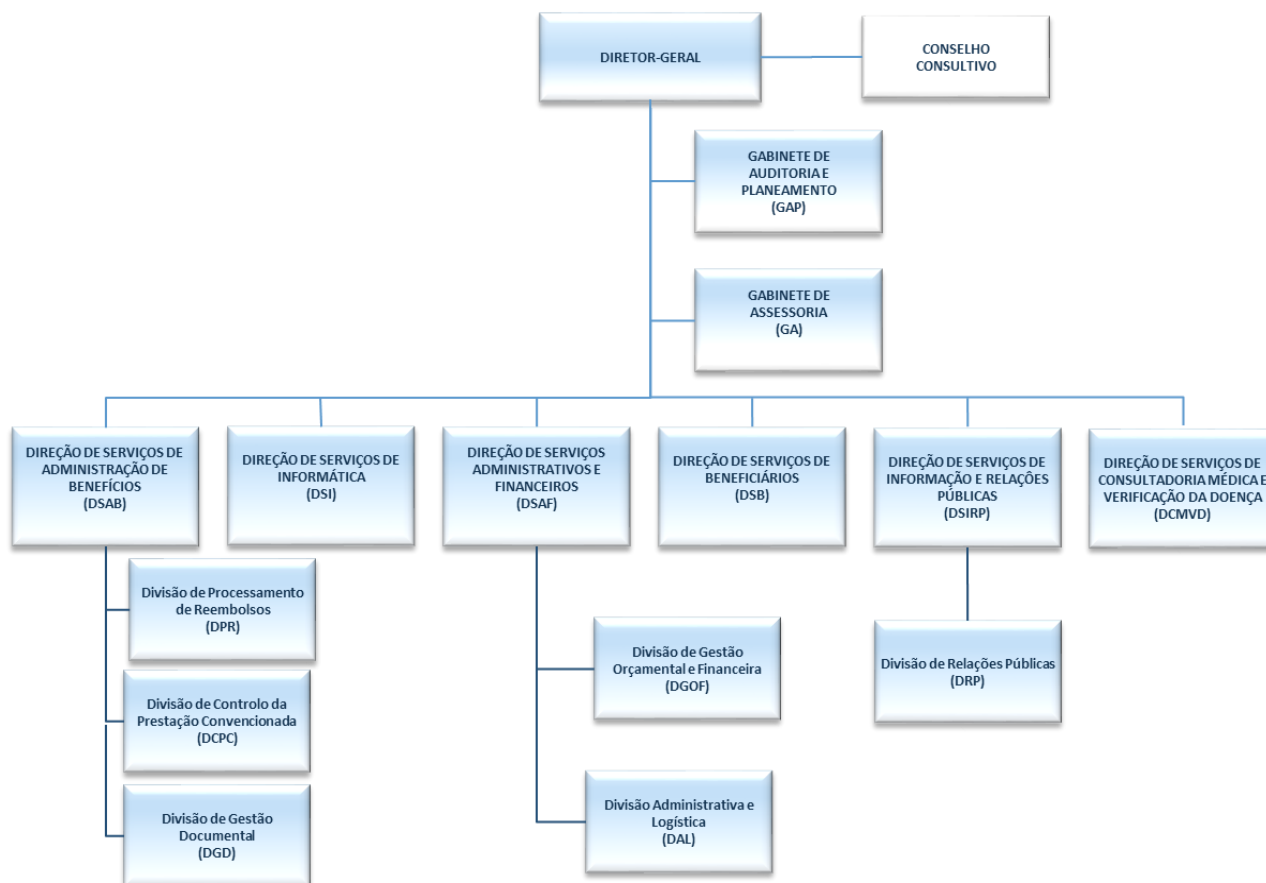 DIRETOR-GERAL
CONSELHO
CONSULTIVO
GABINETE DE
AUDITORIA E
PLANEAMENTO
(GAP)
GABINETE DE
ASSESSORIA
(GA)
DIREÇÃO DE SERVIÇOS DE
ADMINISTRAÇÃO DE
BENEFÍCIOS
(DSAB)
DIREÇÃO DE SERVIÇOS DE
INFORMÁTICA
(DSI)
DIREÇÃO DE SERVIÇOS
ADMINISTRATIVOS E
FINANCEIROS
(DSAF)
DIREÇÃO DE SERVIÇOS DE
BENEFICIÁRIOS
(DSB)
DIREÇÃO DE SERVIÇOS DE
INFORMAÇÃO E RELAÇÕES
PÚBLICAS
(DSIRP)
DIREÇÃO DE SERVIÇOS DE
CONSULTADORIA MÉDICA E
VERIFICAÇÃO DA DOENÇA
(DCMVD)
Divisão de Processamento
de Reembolsos
(DPR)
Divisão de Controlo da
Prestação Convencionada
(DCPC)
Divisão de Gestão
Documental
(DGD)
Divisão de Gestão
Orçamental e Financeira
(DGOF)
Divisão Administrativa e
Logística
(DAL)
Divisão de Relações Públicas
(DRP)